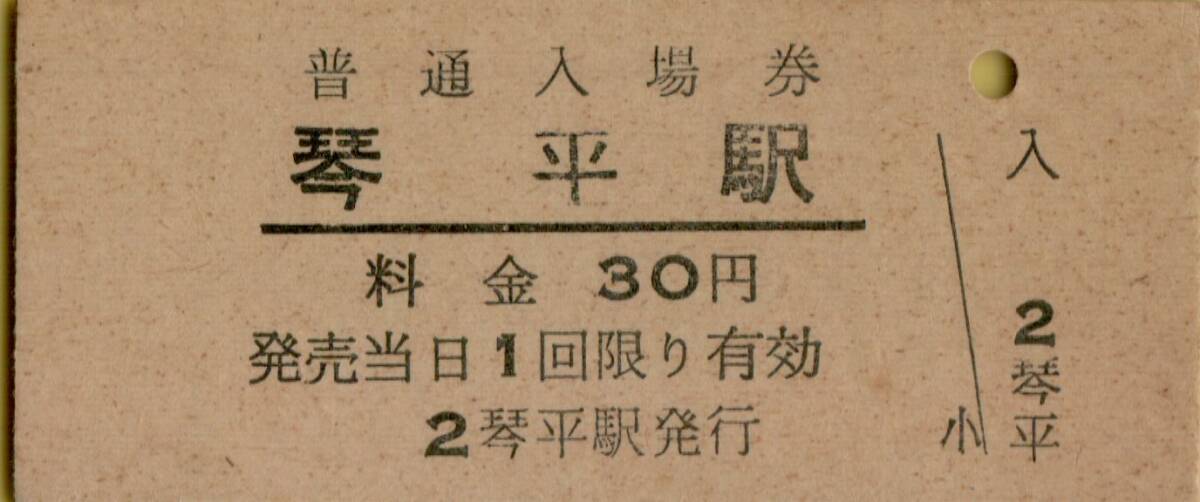 普通入場券
琴平駅
料金 30円
発売当日1回限り有効
2琴平駅発行
入
2
琴平
小